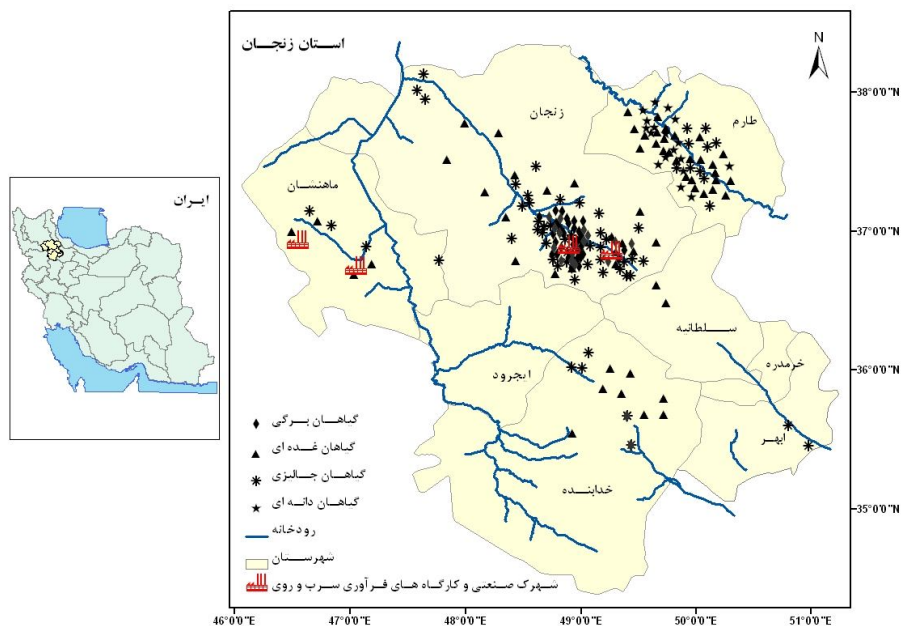 استان زنجان
N
ایران
زنجان
طارم
ماهنشان
سلطانیه
خرمدره
ابهر
ایجرود
خدابنده
گیاهان برگی
گیاهان غده ای
گیاهان جالیزی
گیاهان دانه ای
رودخانه
شهرستان
شهرک صنعتی و کارگاه های فرآوری سرب و روی
38°0'0"N
37°0'0"N
36°0'0"N
35°0'0"N
46°0'0"E
47°0'0"E
48°0'0"E
49°0'0"E
50°0'0"E
51°0'0"E